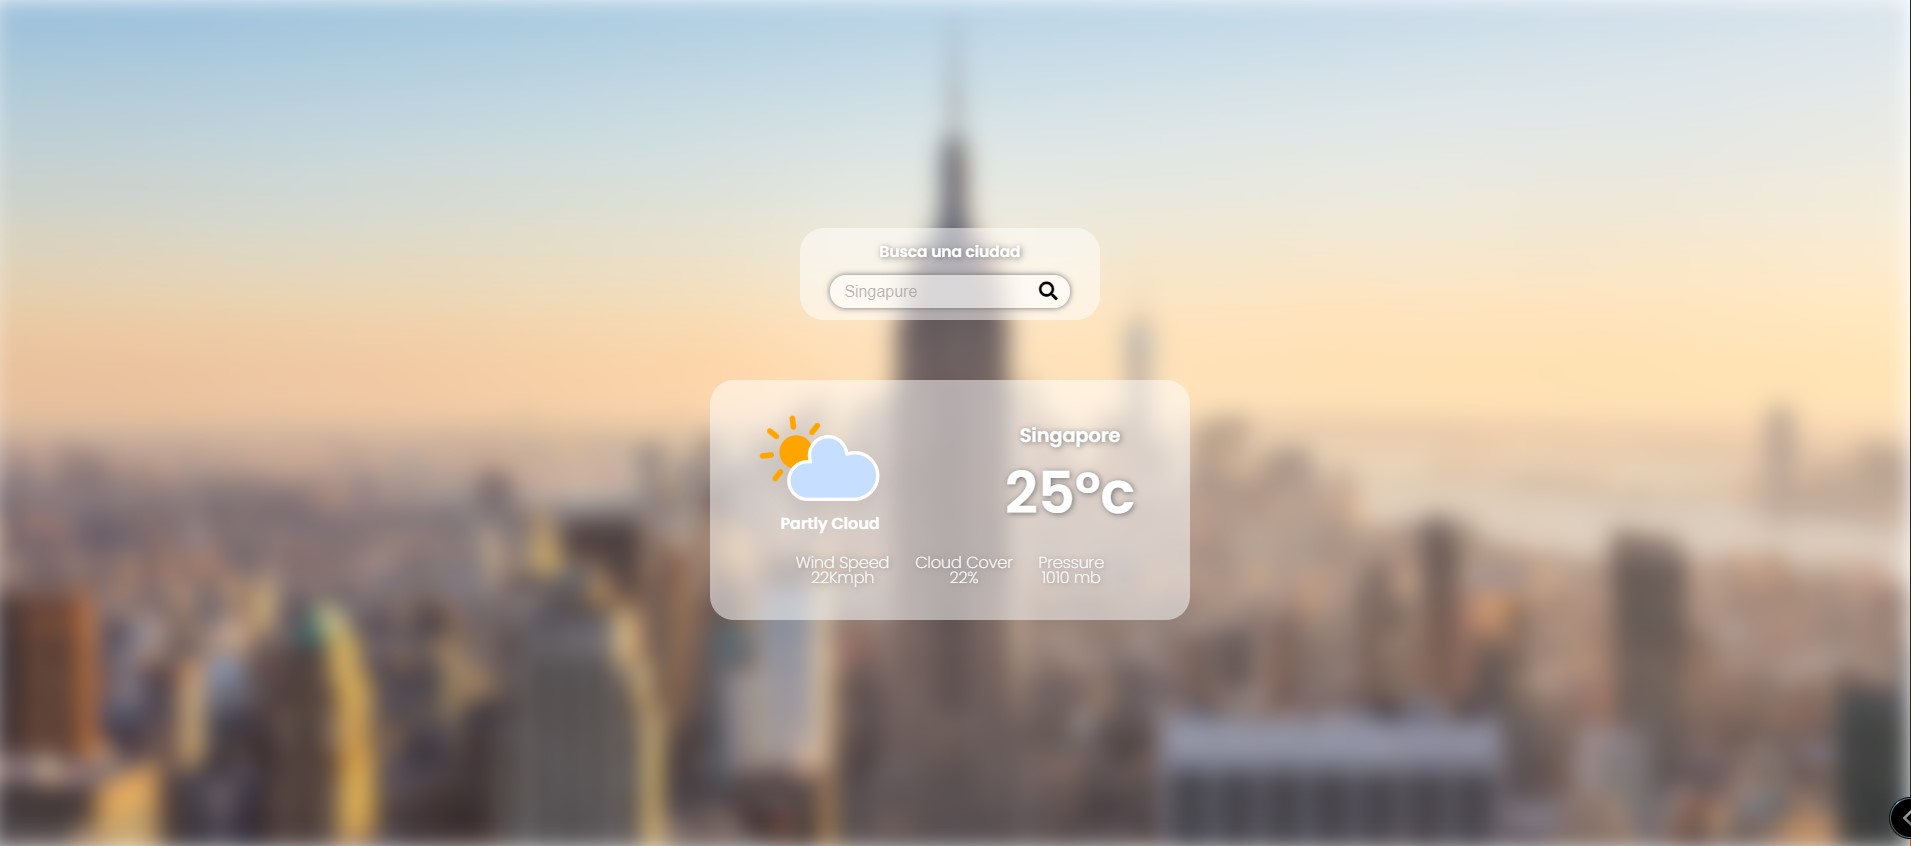 Busca una ciudad
Singapure
Singapore
25°c
Partly Cloud
Wind Speed Cloud Cover Pressure
22Kmph 22% 1010 mb